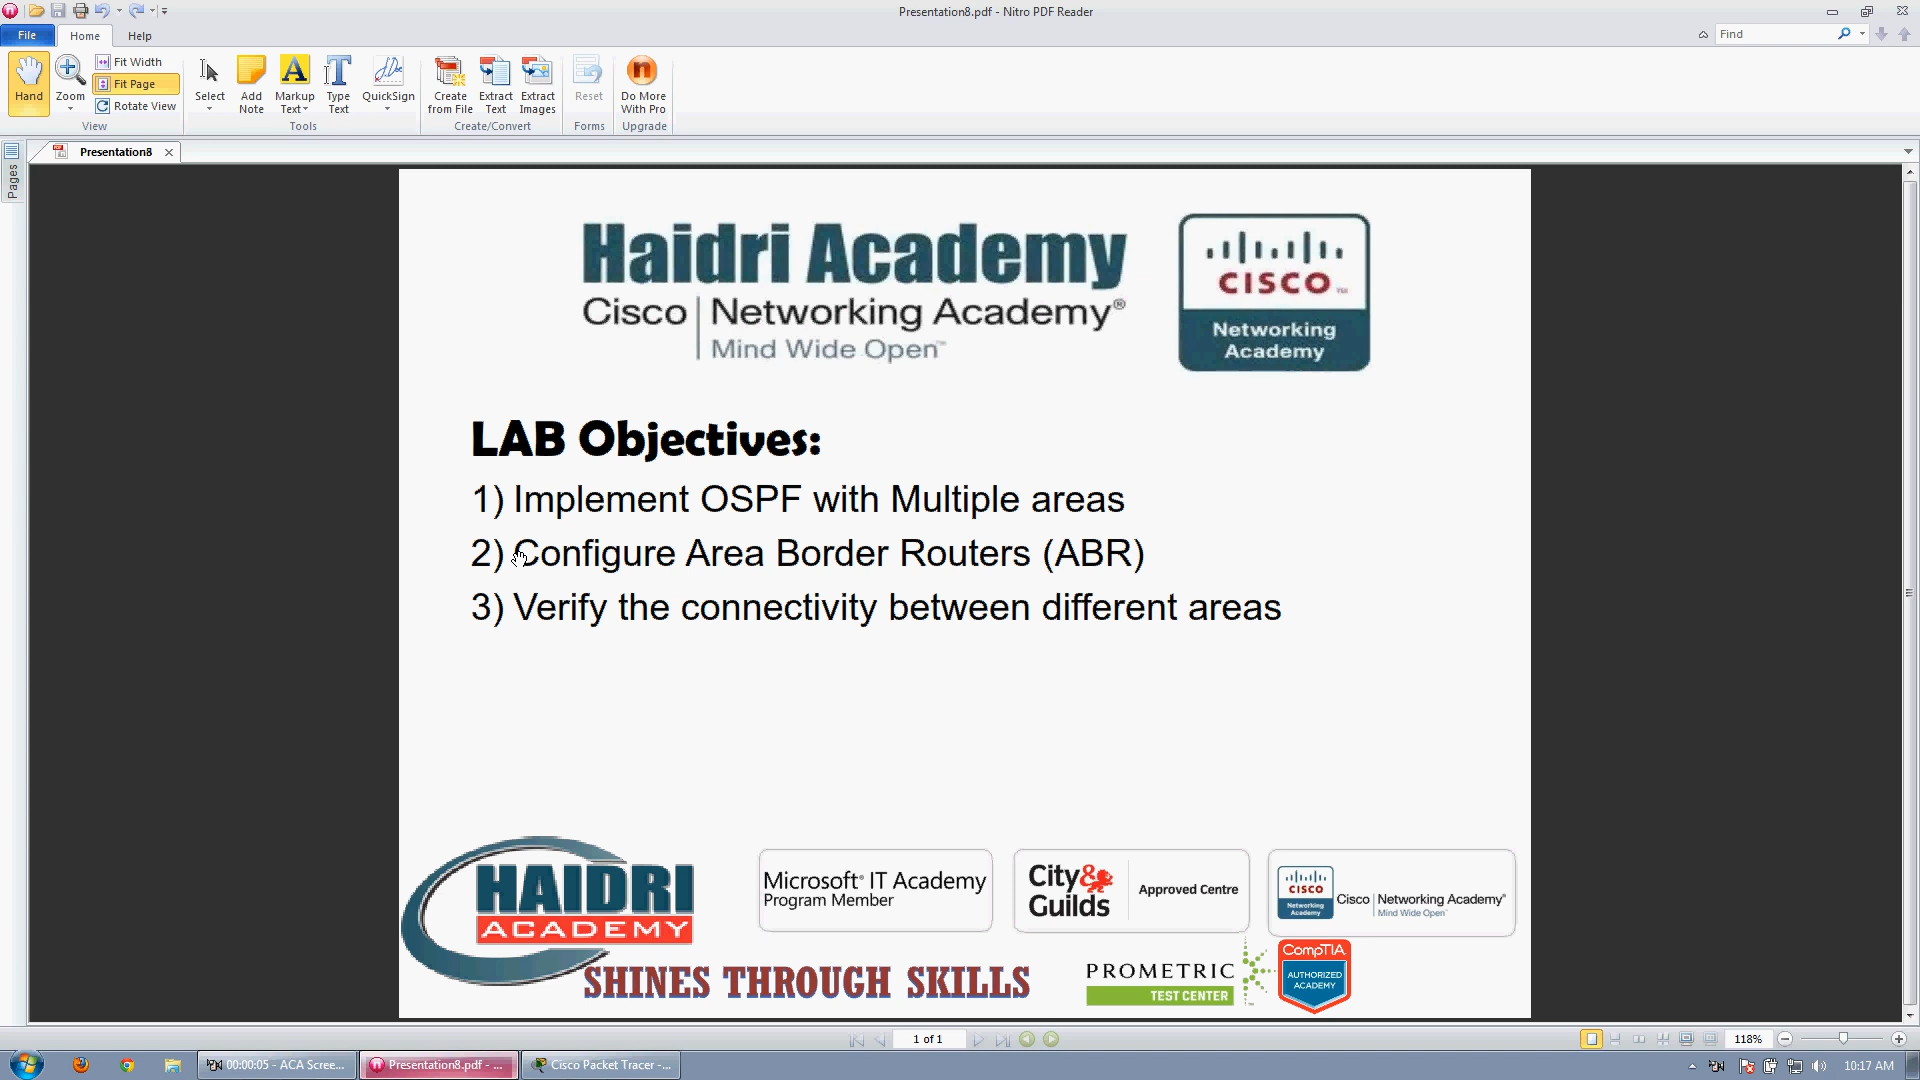 Presentation8.pdf - Nitro PDF Reader
File
Home
Help
Find
Hand
Zoom
Fit Width
Fit Page
Rotate View
View
Select
Add Note
Markup Text
Type Text
QuickSign
Tools
Create from File
Extract Text
Extract Images
Create/Convert
Reset
Forms
Do More With Pro
Upgrade
Presentation8
Pages
Haidri Academy
Cisco | Networking Academy®
Mind Wide Open™
CISCO™
Networking
Academy
LAB Objectives:
1) Implement OSPF with Multiple areas
2) Configure Area Border Routers (ABR)
3) Verify the connectivity between different areas
HAIDRI
ACADEMY
SHINES THROUGH SKILLS
Microsoft® IT Academy
Program Member
City& Guilds
Approved Centre
CISCO
Networking
Academy
Cisco | Networking Academy®
Mind Wide Open™
PROMETRIC
TEST CENTER
CompTIA
AUTHORIZED
ACADEMY
1 of 1
118%
00:00:05 - ACA Scree...
Presentation8.pdf - ...
Cisco Packet Tracer -...
10:17 AM